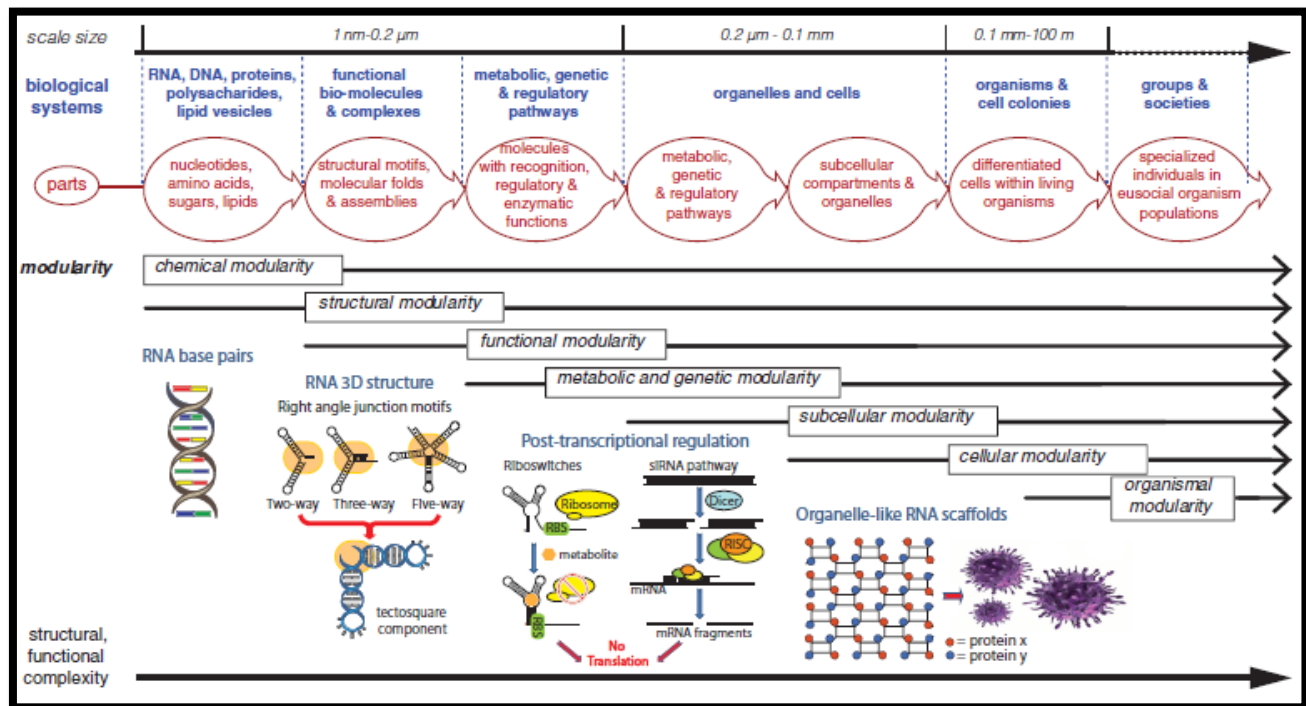 scale size
1 nm-0.2 µm
0.2 µm - 0.1 mm
0.1 mm-100 m
biological
systems
RNA, DNA, proteins,
polysacharides,
lipid vesicles
functional
bio-molecules
& complexes
metabolic, genetic
& regulatory
pathways
organelles and cells
organisms &
cell colonies
groups &
societies
parts
nucleotides,
amino acids,
sugars, lipids
structural motifs,
molecular folds
& assemblies
molecules
with recognition,
regulatory &
enzymatic
functions
metabolic,
genetic
& regulatory
pathways
subcellular
compartments &
organelles
differentiated
cells within living
organisms
specialized
individuals in
eusocial organism
populations
modularity
chemical modularity
structural modularity
functional modularity
metabolic and genetic modularity
subcellular modularity
cellular modularity
organismal
modularity
RNA base pairs
RNA 3D structure
Right angle junction motifs
Two-way
Three-way
Five-way
tectosquare
component
Post-transcriptional regulation
Riboswitches
Ribosome
RBS
metabolite
RBS
siRNA pathway
Dicer
RISC
mRNA
mRNA fragments
No
Translation
Organelle-like RNA scaffolds
= protein x
= protein y
structural,
functional
complexity